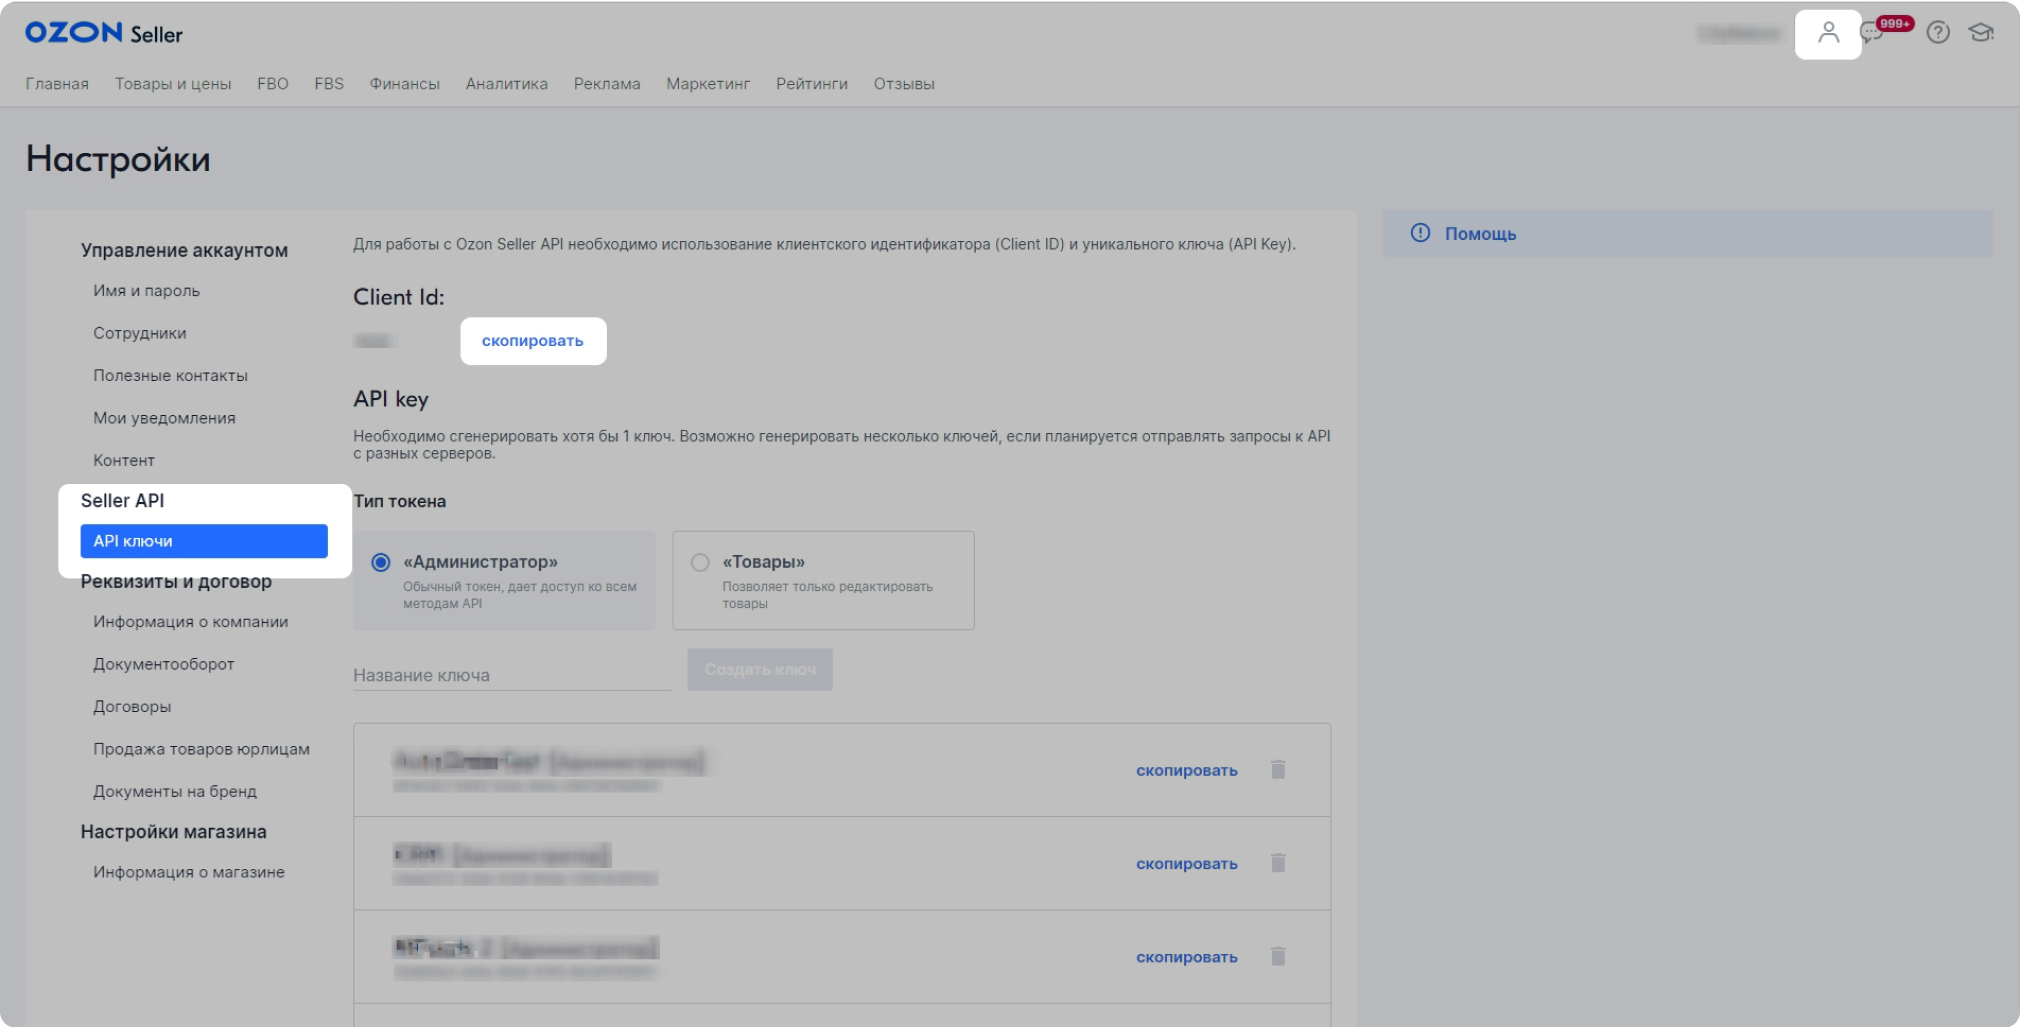 OZON Seller
999+
Главная Товары и цены FBO FBS Финансы Аналитика Реклама Маркетинг Рейтинги Отзывы
Настройки
Управление аккаунтом
Имя и пароль
Сотрудники
Полезные контакты
Мои уведомления
Контент
Seller API
API ключи
Реквизиты и договор
Информация о компании
Документооборот
Договоры
Продажа товаров юрлицам
Документы на бренд
Настройки магазина
Информация о магазине
Для работы с Ozon Seller API необходимо использование клиентского идентификатора (Client ID) и уникального ключа (API Key).
Client Id:
скопировать
API key
Необходимо сгенерировать хотя бы 1 ключ. Возможно генерировать несколько ключей, если планируется отправлять запросы к API
с разных серверов.
Тип токена
«Администратор»
Обычный токен, дает доступ ко всем
методам API
«Товары»
Позволяет только редактировать
товары
Название ключа
Создать ключ
скопировать
скопировать
скопировать
Помощь